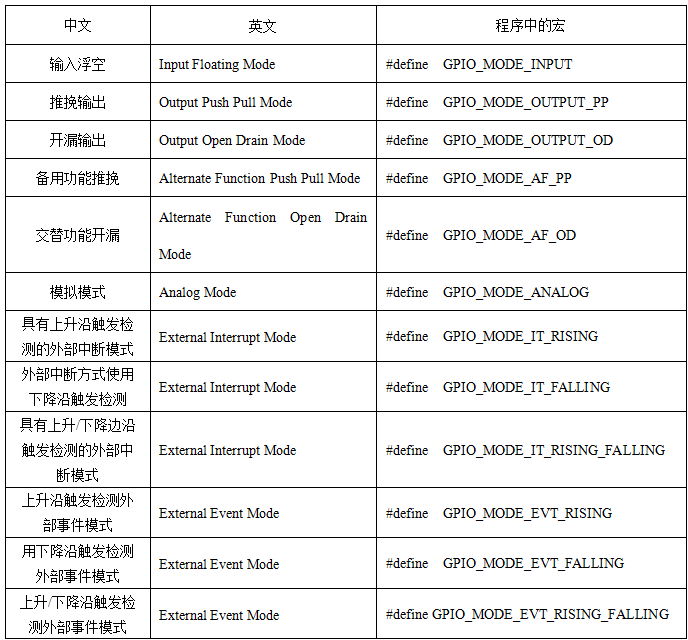 中文 英文 程序中的宏
输入浮空 Input Floating Mode #define GPIO_MODE_INPUT
推挽输出 Output Push Pull Mode #define GPIO_MODE_OUTPUT_PP
开漏输出 Output Open Drain Mode #define GPIO_MODE_OUTPUT_OD
备用功能推挽 Alternate Function Push Pull Mode #define GPIO_MODE_AF_PP
交替功能开漏 Alternate Function Open Drain
Mode #define GPIO_MODE_AF_OD
模拟模式 Analog Mode #define GPIO_MODE_ANALOG
具有上升沿触发检
测的外部中断模式 External Interrupt Mode #define GPIO_MODE_IT_RISING
外部中断方式使用
下降沿触发检测 External Interrupt Mode #define GPIO_MODE_IT_FALLING
具有上升/下降边沿
触发检测的外部中
断模式 External Interrupt Mode #define GPIO_MODE_IT_RISING_FALLING
上升沿触发检测外
部事件模式 External Event Mode #define GPIO_MODE_EVT_RISING
用下降沿触发检测
外部事件模式 External Event Mode #define GPIO_MODE_EVT_FALLING
上升/下降沿触发检
测外部事件模式 External Event Mode #define GPIO_MODE_EVT_RISING_FALLING